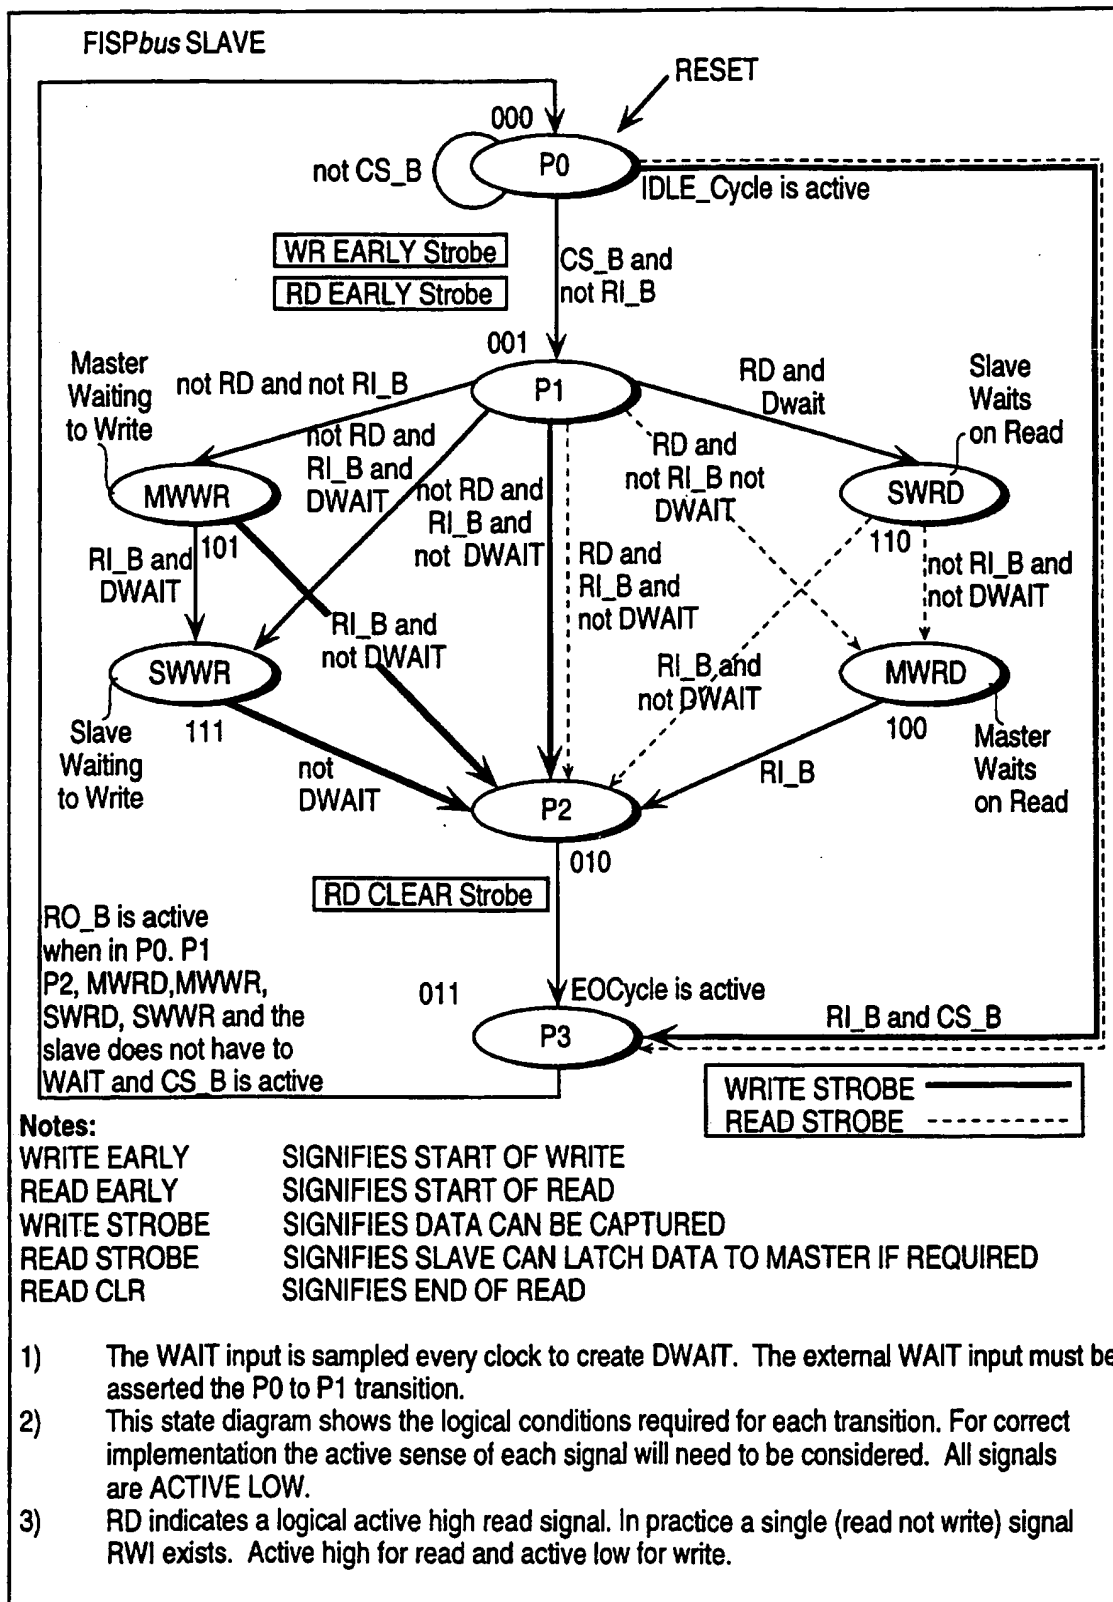 FISPbus SLAVE
RESET
000
P0
not CS_B
IDLE_Cycle is active
WR EARLY Strobe
RD EARLY Strobe
CS_B and
not RI_B
001
P1
Master
Waiting
to Write
not RD and not RI_B
RD and
Dwait
Slave
Waits
on Read
not RD and
RI_B and
DWAIT
not RD and
RI_B and
not DWAIT
RD and
not RI_B not
DWAIT
MWWR
101
SWRD
110
RI_B and
DWAIT
RD and
RI_B and
not DWAIT
not RI_B and
not DWAIT
RI_B and
not DWAIT
RI_B and
not DWAIT
SWWR
111
MWRD
100
Slave
Waiting
to Write
not
DWAIT
RI_B
Master
Waits
on Read
P2
010
RD CLEAR Strobe
RO_B is active
when in P0. P1
P2, MWRD,MWWR,
SWRD, SWWR and the
slave does not have to
WAIT and CS_B is active
011
EOCycle is active
P3
RI_B and CS_B
WRITE STROBE
READ STROBE
Notes:
WRITE EARLY SIGNIFIES START OF WRITE
READ EARLY SIGNIFIES START OF READ
WRITE STROBE SIGNIFIES DATA CAN BE CAPTURED
READ STROBE SIGNIFIES SLAVE CAN LATCH DATA TO MASTER IF REQUIRED
READ CLR SIGNIFIES END OF READ
1) The WAIT input is sampled every clock to create DWAIT. The external WAIT input must be
asserted the P0 to P1 transition.
2) This state diagram shows the logical conditions required for each transition. For correct
implementation the active sense of each signal will need to be considered. All signals
are ACTIVE LOW.
3) RD indicates a logical active high read signal. In practice a single (read not write) signal
RWI exists. Active high for read and active low for write.